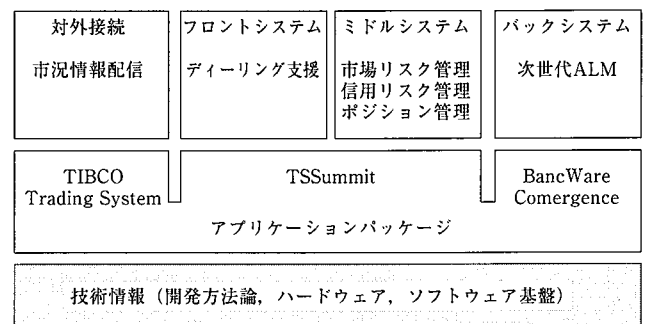 対外接続
市況情報配信
フロントシステム
ディーリング支援
ミドルシステム
市場リスク管理
信用リスク管理
ポジション管理
バックシステム
次世代ALM
TIBCO
Trading System
TSSummit
BancWare
Comergence
アプリケーションパッケージ
技術情報（開発方法論，ハードウェア，ソフトウェア基盤）